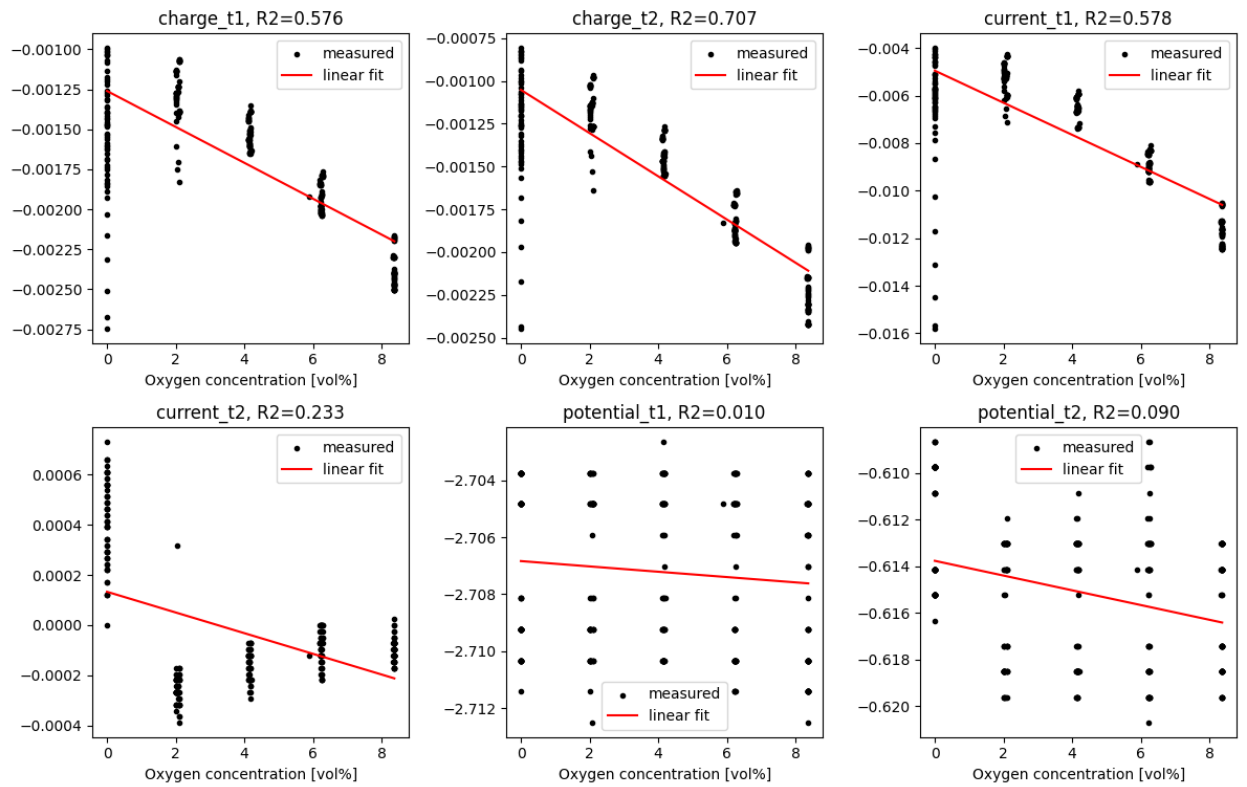 charge_t1, R2=0.576
−0.00100
−0.00125
−0.00150
−0.00175
−0.00200
−0.00225
−0.00250
−0.00275
measured
linear fit
0 2 4 6 8
Oxygen concentration [vol%]
charge_t2, R2=0.707
−0.00075
−0.00100
−0.00125
−0.00150
−0.00175
−0.00200
−0.00225
−0.00250
measured
linear fit
0 2 4 6 8
Oxygen concentration [vol%]
current_t1, R2=0.578
−0.004
−0.006
−0.008
−0.010
−0.012
−0.014
−0.016
measured
linear fit
0 2 4 6 8
Oxygen concentration [vol%]
current_t2, R2=0.233
0.0006
0.0004
0.0002
0.0000
−0.0002
−0.0004
measured
linear fit
0 2 4 6 8
Oxygen concentration [vol%]
potential_t1, R2=0.010
−2.704
−2.706
−2.708
−2.710
−2.712
measured
linear fit
0 2 4 6 8
Oxygen concentration [vol%]
potential_t2, R2=0.090
−0.610
−0.612
−0.614
−0.616
−0.618
−0.620
measured
linear fit
0 2 4 6 8
Oxygen concentration [vol%]